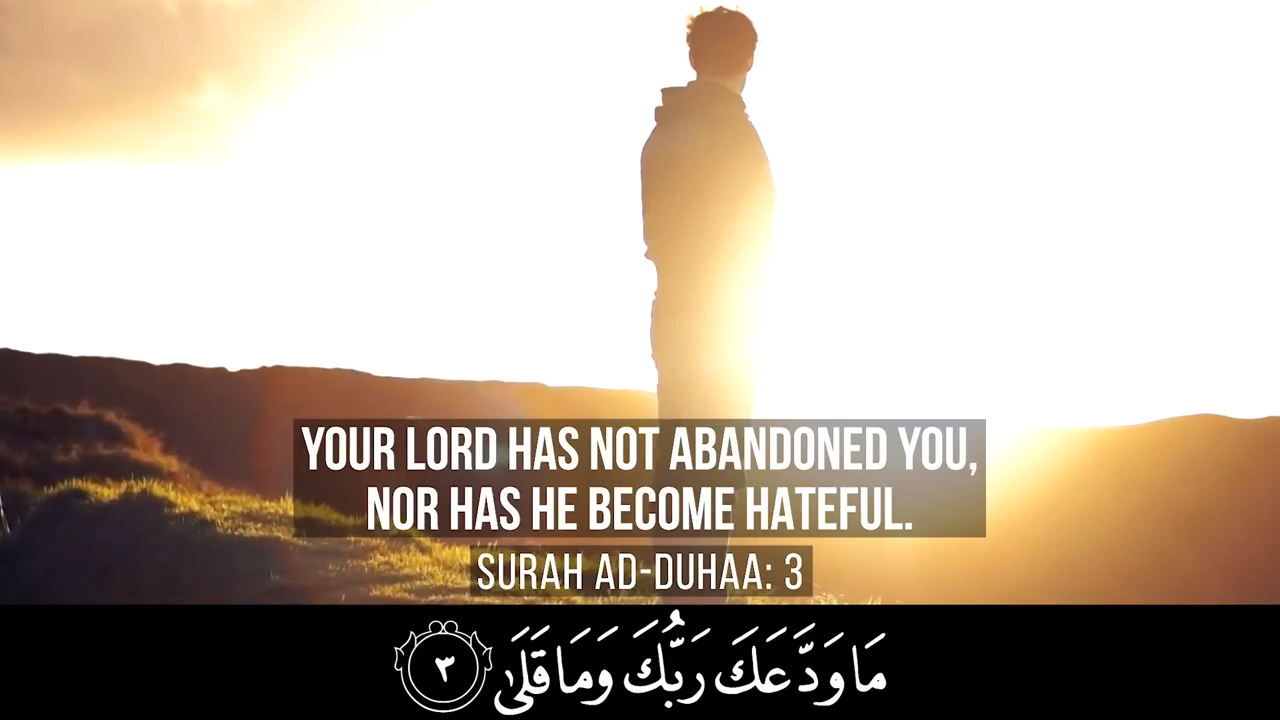 YOUR LORD HAS NOT ABANDONED YOU,
NOR HAS HE BECOME HATEFUL.
SURAH AD-DUHAA: 3
مَا وَدَّعَكَ رَبُّكَ وَمَا قَلَىٰ ٣